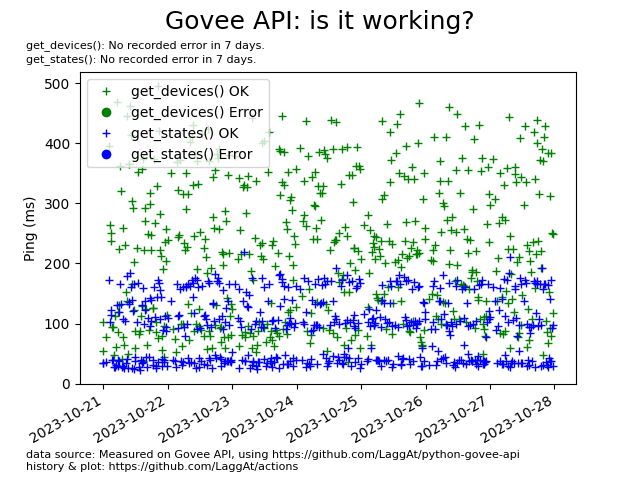 Govee API: is it working?
get_devices(): No recorded error in 7 days.
get_states(): No recorded error in 7 days.
get_devices() OK
get_devices() Error
get_states() OK
get_states() Error
Ping (ms)
500
400
300
200
100
0
2023-10-21
2023-10-22
2023-10-23
2023-10-24
2023-10-25
2023-10-26
2023-10-27
2023-10-28
data source: Measured on Govee API, using https://github.com/LaggAt/python-govee-api
history & plot: https://github.com/LaggAt/actions